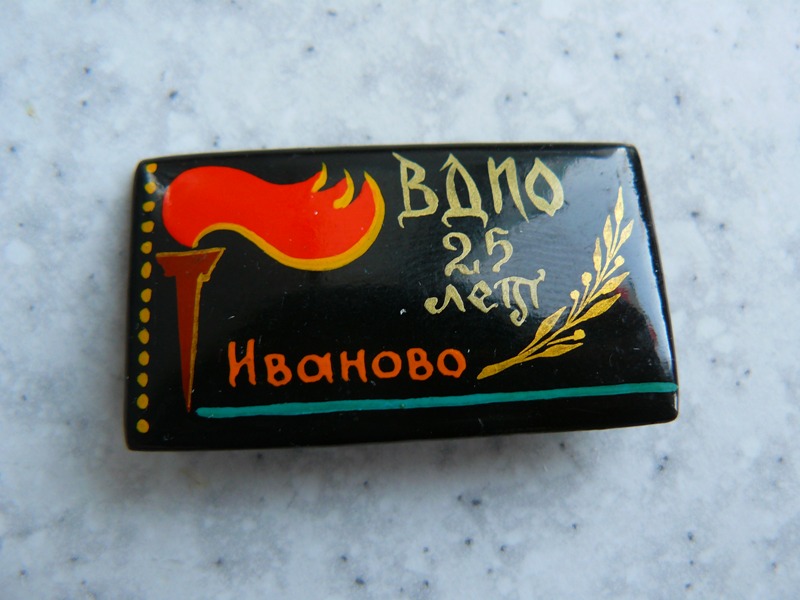 ВДПО
25
лет
Иваново